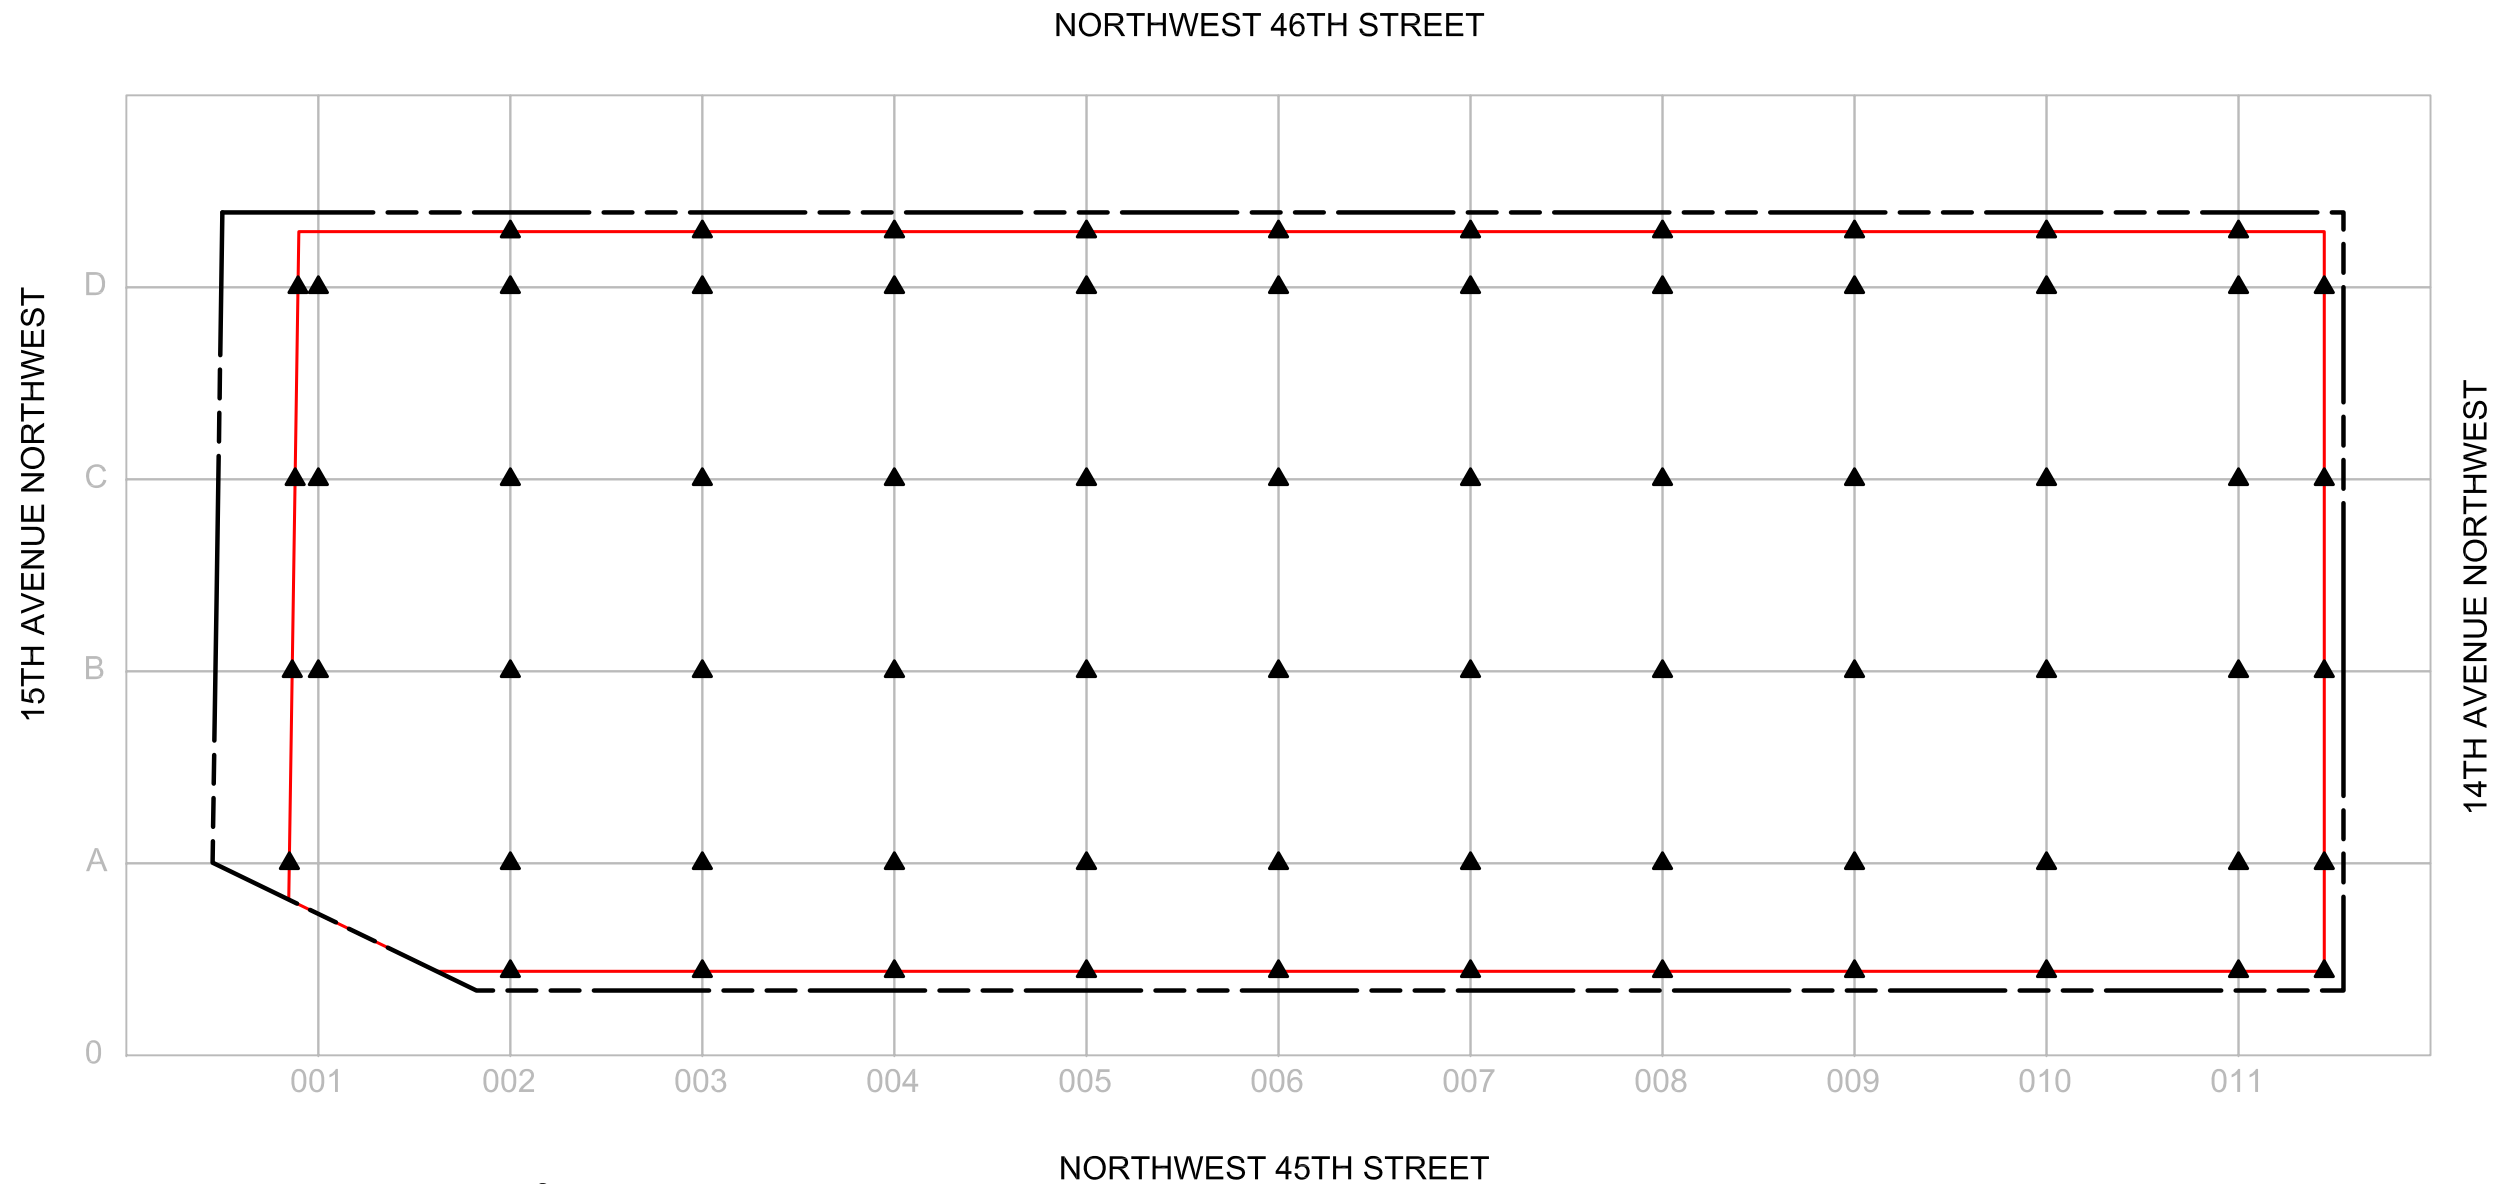 NORTHWEST 46TH STREET
15TH AVENUE NORTHWEST
14TH AVENUE NORTHWEST
D
C
B
A
0
001 002 003 004 005 006 007 008 009 010 011
NORTHWEST 45TH STREET